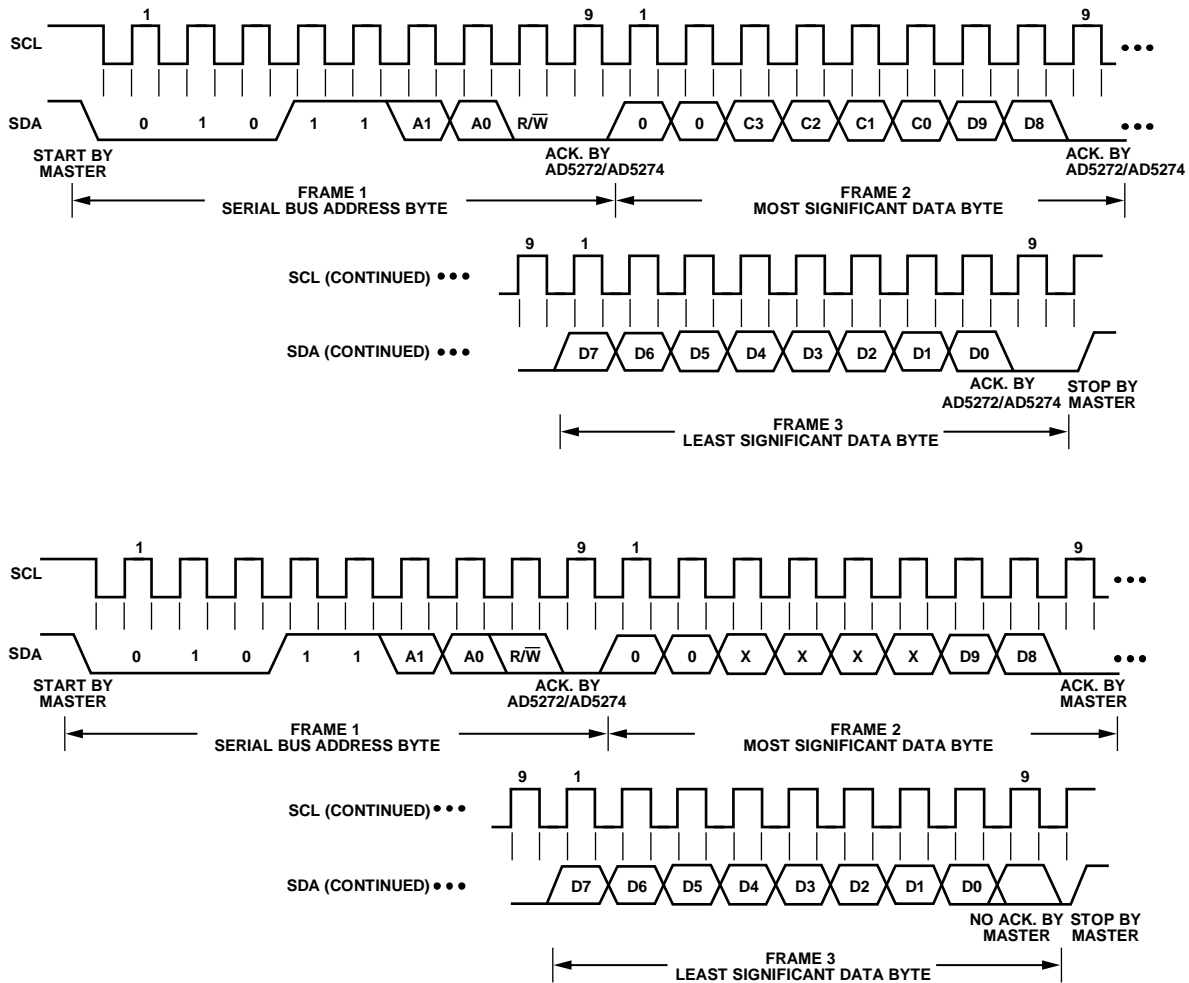 1 9 1 9
SCL
SDA 0 1 0 1 1 A1 A0 R/W̅ 0 0 C3 C2 C1 C0 D9 D8
START BY
MASTER
ACK. BY
AD5272/AD5274
ACK. BY
AD5272/AD5274
FRAME 1
SERIAL BUS ADDRESS BYTE
FRAME 2
MOST SIGNIFICANT DATA BYTE
9 1 9
SCL (CONTINUED)
SDA (CONTINUED) D7 D6 D5 D4 D3 D2 D1 D0
ACK. BY
AD5272/AD5274
STOP BY
MASTER
FRAME 3
LEAST SIGNIFICANT DATA BYTE
1 9 1 9
SCL
SDA 0 1 0 1 1 A1 A0 R/W̅ 0 0 X X X X D9 D8
START BY
MASTER
ACK. BY
AD5272/AD5274
ACK. BY
MASTER
FRAME 1
SERIAL BUS ADDRESS BYTE
FRAME 2
MOST SIGNIFICANT DATA BYTE
9 1 9
SCL (CONTINUED)
SDA (CONTINUED) D7 D6 D5 D4 D3 D2 D1 D0
NO ACK. BY
MASTER
STOP BY
MASTER
FRAME 3
LEAST SIGNIFICANT DATA BYTE